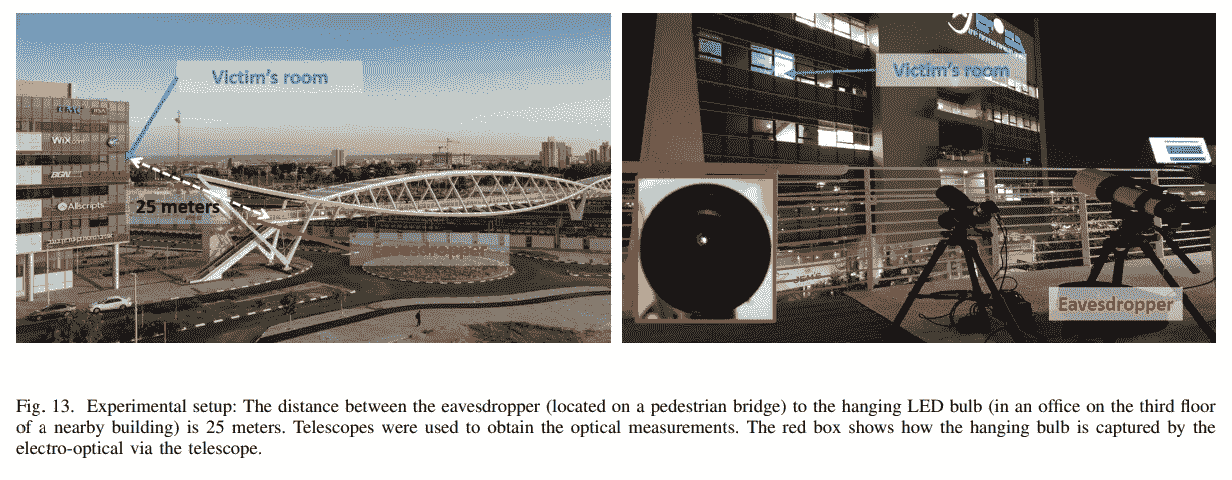 Victim's room
WiX.com
Allscripts
25 meters
Victim's room
Eavesdropper
Fig. 13.   Experimental setup: The distance between the eavesdropper (located on a pedestrian bridge) to the hanging LED bulb (in an office on the third floor
of a nearby building) is 25 meters. Telescopes were used to obtain the optical measurements. The red box shows how the hanging bulb is captured by the
electro-optical via the telescope.